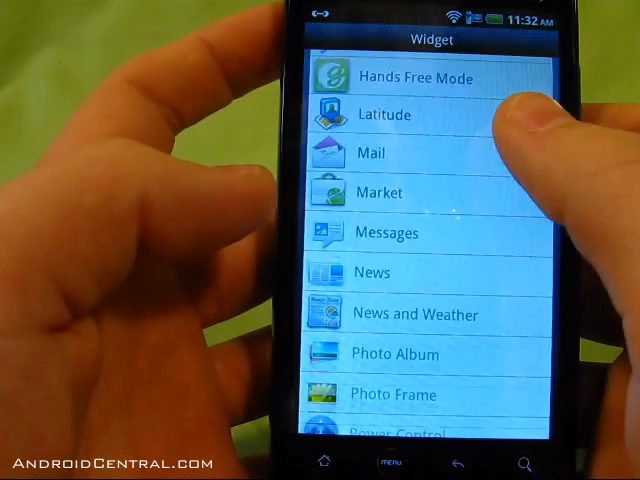 11:32 AM
Widget
Hands Free Mode
Latitude
Mail
Market
Messages
News
News and Weather
Photo Album
Photo Frame
Power Control
MENU
ANDROIDCENTRAL.COM